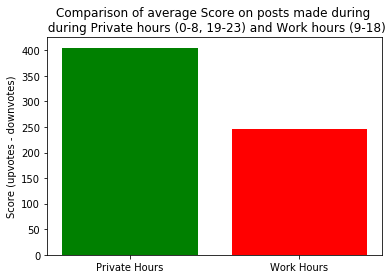 Comparison of average Score on posts made during
during Private hours (0-8, 19-23) and Work hours (9-18)
Score (upvotes - downvotes)
400
350
300
250
200
150
100
50
0
Private Hours
Work Hours